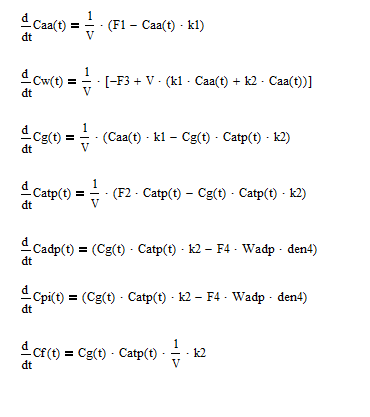 d/dt Caa(t) = 1/V · (F1 − Caa(t) · k1)
d/dt Cw(t) = 1/V · [−F3 + V · (k1 · Caa(t) + k2 · Caa(t))]
d/dt Cg(t) = 1/V · (Caa(t) · k1 − Cg(t) · Catp(t) · k2)
d/dt Catp(t) = 1/V · (F2 · Catp(t) − Cg(t) · Catp(t) · k2)
d/dt Cadp(t) = (Cg(t) · Catp(t) · k2 − F4 · Wadp · den4)
d/dt Cpi(t) = (Cg(t) · Catp(t) · k2 − F4 · Wadp · den4)
d/dt Cf(t) = Cg(t) · Catp(t) · 1/V · k2